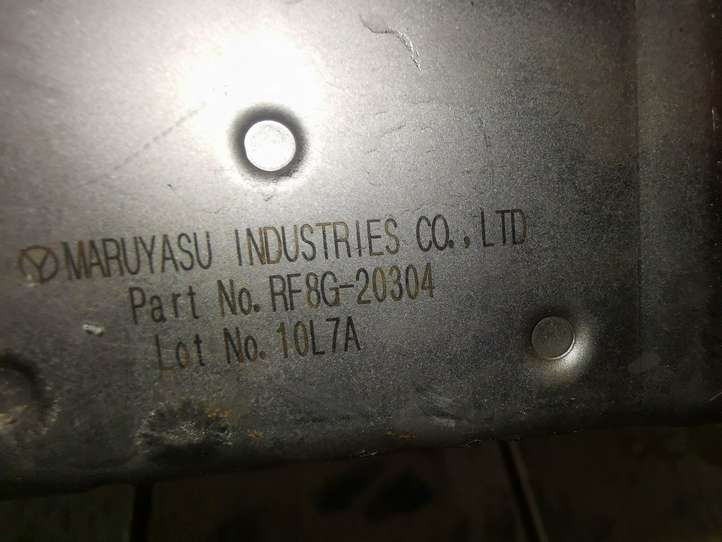 MARUYASU INDUSTRIES CO., LTD
Part No. RF8G-20304
Lot No. 10L7A